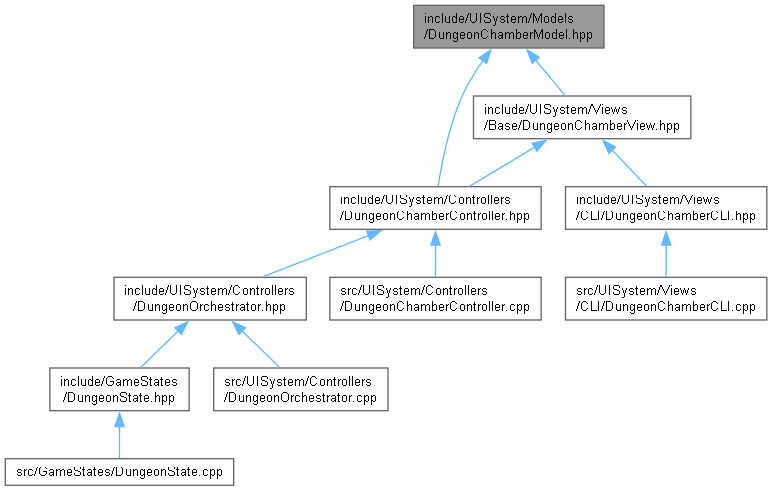 include/UISystem/Models
/DungeonChamberModel.hpp
include/UISystem/Views
/Base/DungeonChamberView.hpp
include/UISystem/Controllers
/DungeonChamberController.hpp
include/UISystem/Views
/CLI/DungeonChamberCLI.hpp
include/UISystem/Controllers
/DungeonOrchestrator.hpp
src/UISystem/Controllers
/DungeonChamberController.cpp
src/UISystem/Views
/CLI/DungeonChamberCLI.cpp
include/GameStates
/DungeonState.hpp
src/UISystem/Controllers
/DungeonOrchestrator.cpp
src/GameStates/DungeonState.cpp